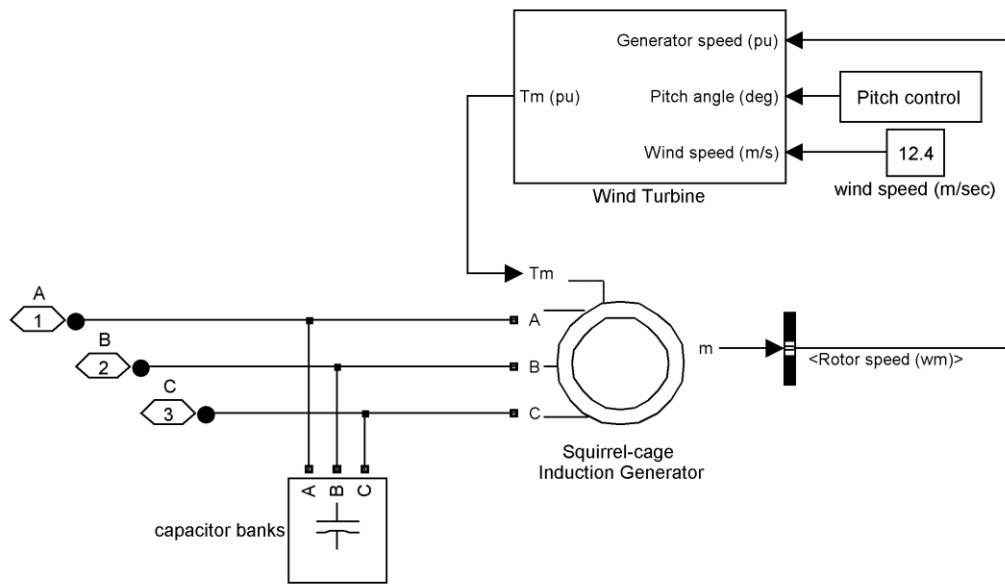 Generator speed (pu)
Tm (pu)
Pitch angle (deg)
Pitch control
Wind speed (m/s)
12.4
Wind Turbine
wind speed (m/sec)
Tm
A
1
A
B
2
B
m
<Rotor speed (wm)>
C
3
C
Squirrel-cage
Induction Generator
A
B
C
capacitor banks